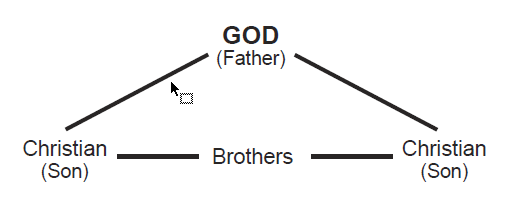 GOD
(Father)
Christian
(Son)
Brothers
Christian
(Son)